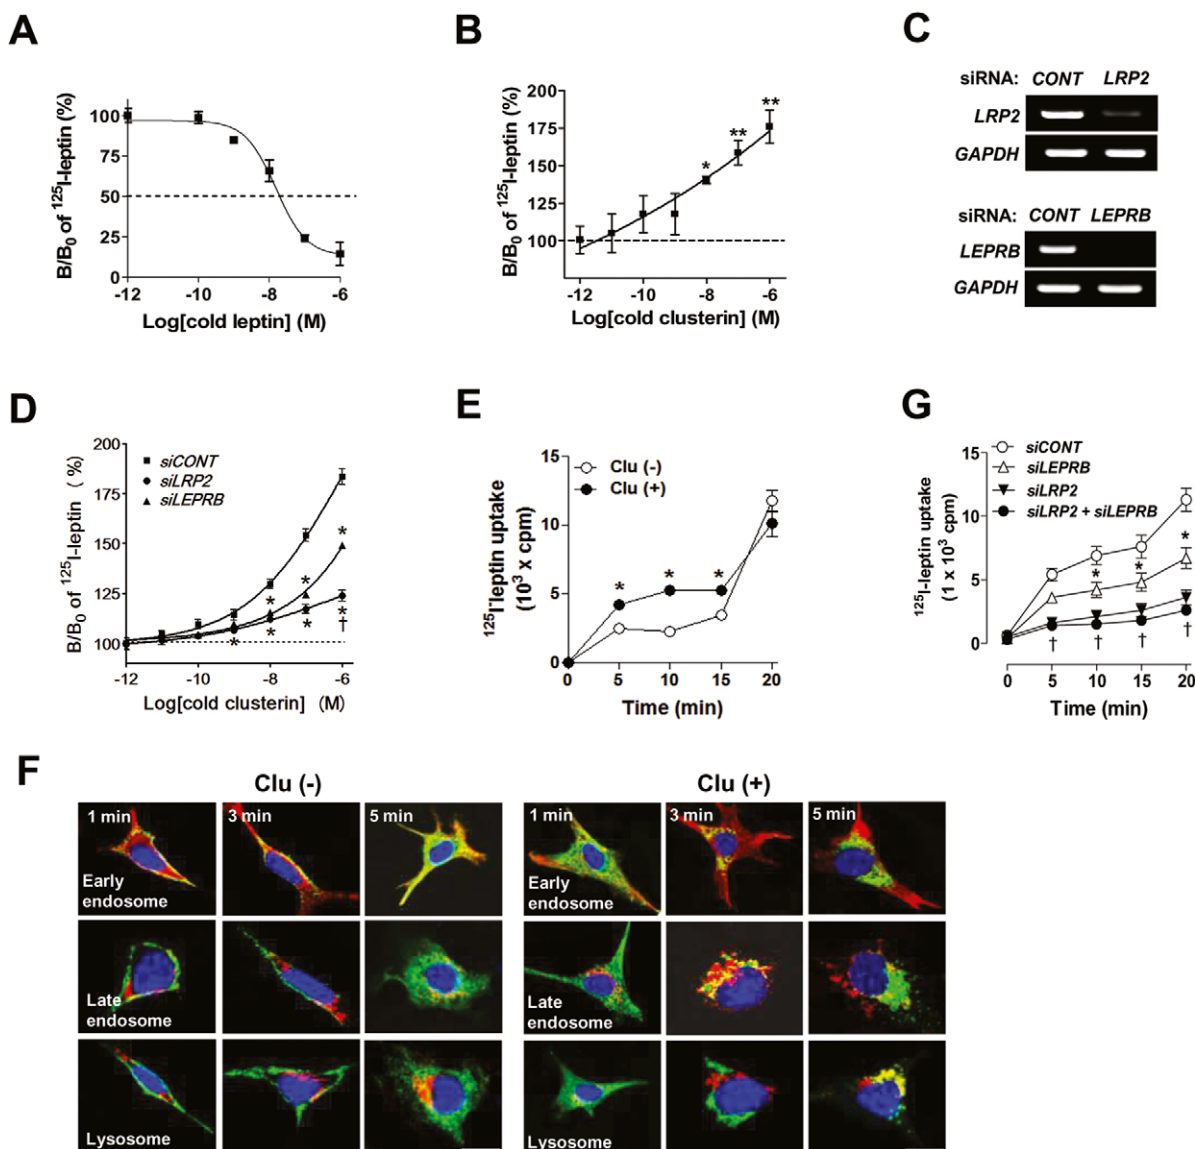 A
B/B0 of 125I-leptin (%)
100
75
50
25
0
-12 -10 -8 -6
Log[cold leptin] (M)
B
B/B0 of 125I-leptin (%)
200
175
150
125
100
75
* ** **
-12 -10 -8 -6
Log[cold clusterin] (M)
C
siRNA: CONT LRP2
LRP2
GAPDH
siRNA: CONT LEPRB
LEPRB
GAPDH
D
B/B0 of 125I-leptin (%)
200
175
150
125
100
siCONT
siLRP2
siLEPRB
* * * * * * †
-12 -10 -8 -6
Log[cold clusterin] (M)
E
125I-leptin uptake
(10³ x cpm)
15
10
5
0
Clu (-)
Clu (+)
* * *
0 5 10 15 20
Time (min)
G
125I-leptin uptake
(1 x 10³ cpm)
15
10
5
0
siCONT
siLEPRB
siLRP2
siLRP2 + siLEPRB
* * *
† † † †
0 5 10 15 20
Time (min)
F
Clu (-) Clu (+)
1 min 3 min 5 min 1 min 3 min 5 min
Early
endosome
Early
endosome
Late
endosome
Late
endosome
Lysosome
Lysosome